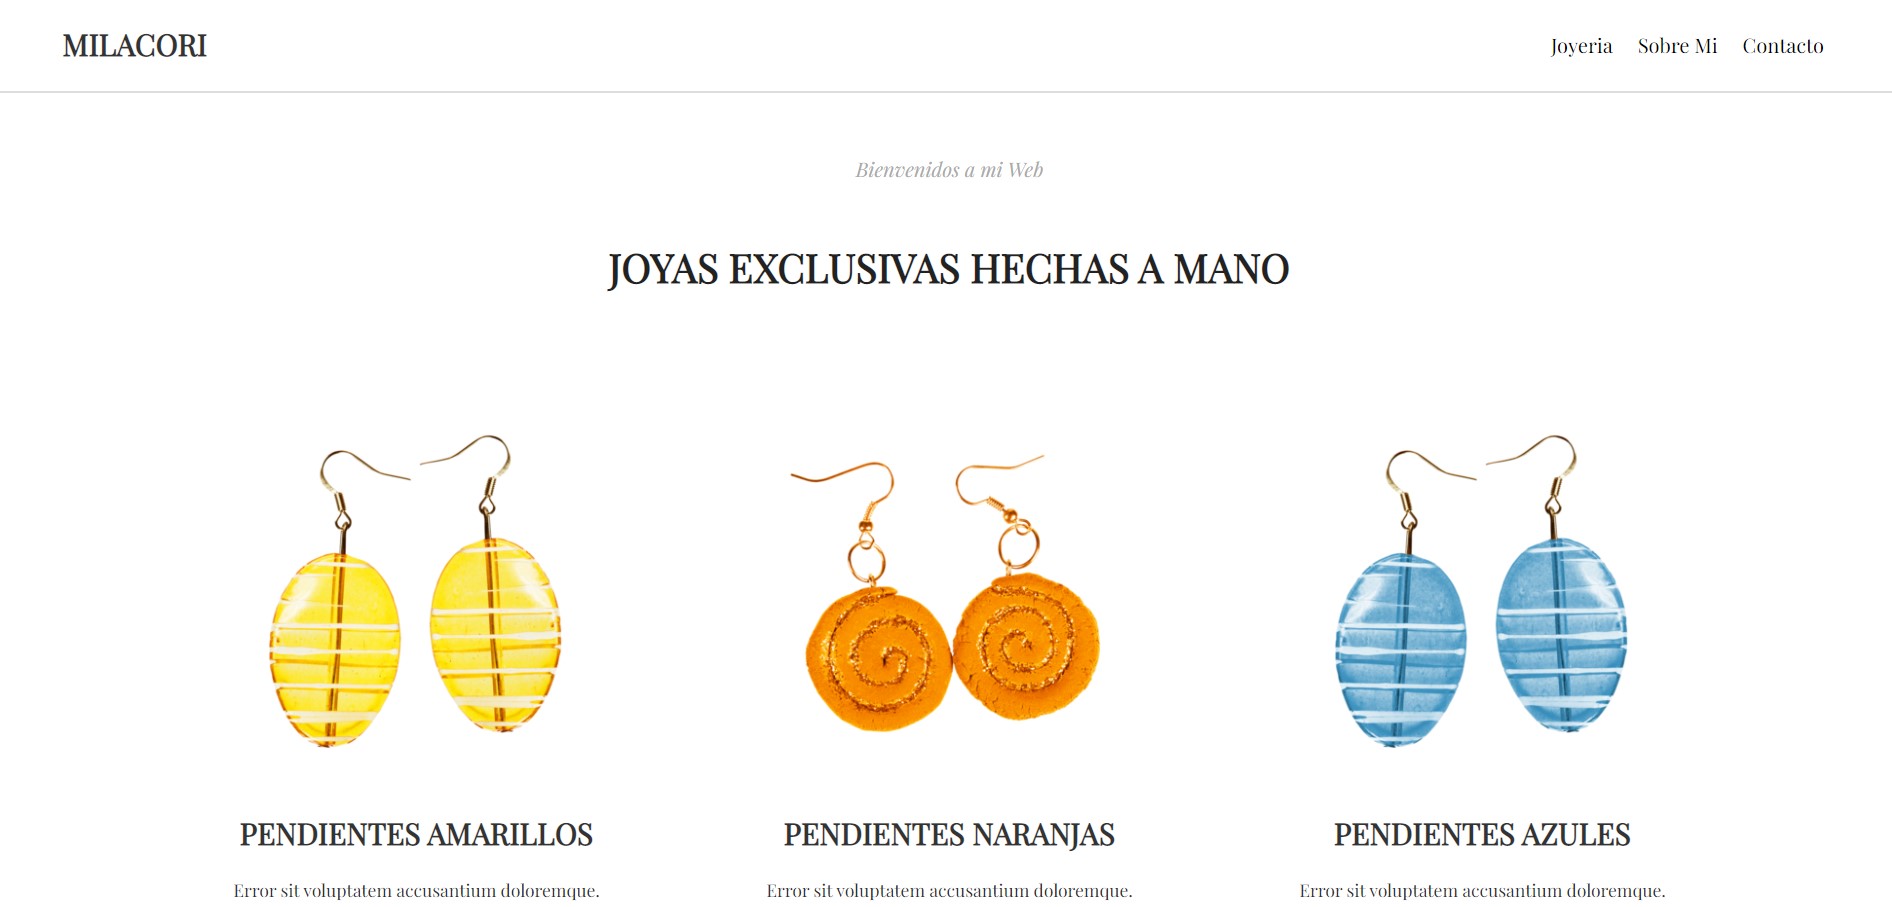 MILACORI
Joyeria Sobre Mi Contacto
Bienvenidos a mi Web
JOYAS EXCLUSIVAS HECHAS A MANO
PENDIENTES AMARILLOS
Error sit voluptatem accusantium doloremque.
PENDIENTES NARANJAS
Error sit voluptatem accusantium doloremque.
PENDIENTES AZULES
Error sit voluptatem accusantium doloremque.